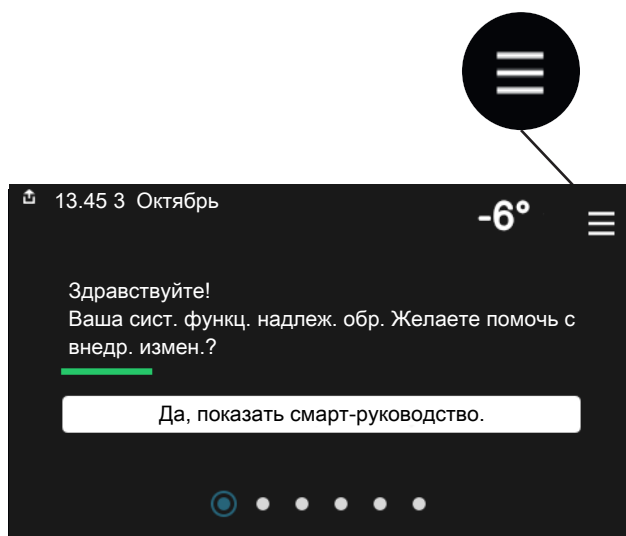 13.45 3 Октябрь
-6°
Здравствуйте!
Ваша сист. функц. надлеж. обр. Желаете помочь с
внедр. измен.?
Да, показать смарт-руководство.